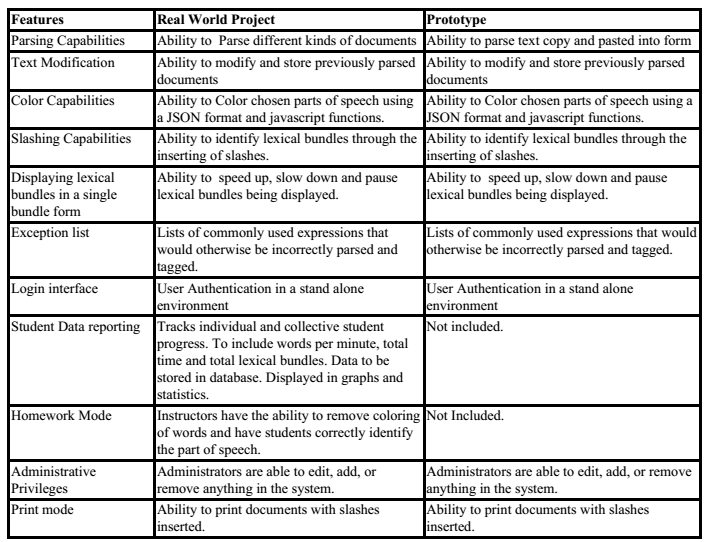 Features Real World Project Prototype
Parsing Capabilities Ability to Parse different kinds of documents Ability to parse text copy and pasted into form
Text Modification Ability to modify and store previously parsed Ability to modify and store previously parsed
documents documents
Color Capabilities Ability to Color chosen parts of speech using Ability to Color chosen parts of speech using a
a JSON format and javascript functions. JSON format and javascript functions.
Slashing Capabilities Ability to identify lexical bundles through the Ability to identify lexical bundles through the
inserting of slashes. inserting of slashes.
Displaying lexical Ability to speed up, slow down and pause Ability to speed up, slow down and pause
bundles in a single lexical bundles being displayed. lexical bundles being displayed.
bundle form
Exception list Lists of commonly used expressions that Lists of commonly used expressions that would
would otherwise be incorrectly parsed and otherwise be incorrectly parsed and tagged.
tagged.
Login interface User Authentication in a stand alone User Authentication in a stand alone
environment environment
Student Data reporting Tracks individual and collective student Not included.
progress. To include words per minute, total
time and total lexical bundles. Data to be
stored in database. Displayed in graphs and
statistics.
Homework Mode Instructors have the ability to remove coloring Not Included.
of words and have students correctly identify
the part of speech.
Administrative Administrators are able to edit, add, or Administrators are able to edit, add, or remove
Privileges remove anything in the system. anything in the system.
Print mode Ability to print documents with slashes Ability to print documents with slashes
inserted. inserted.